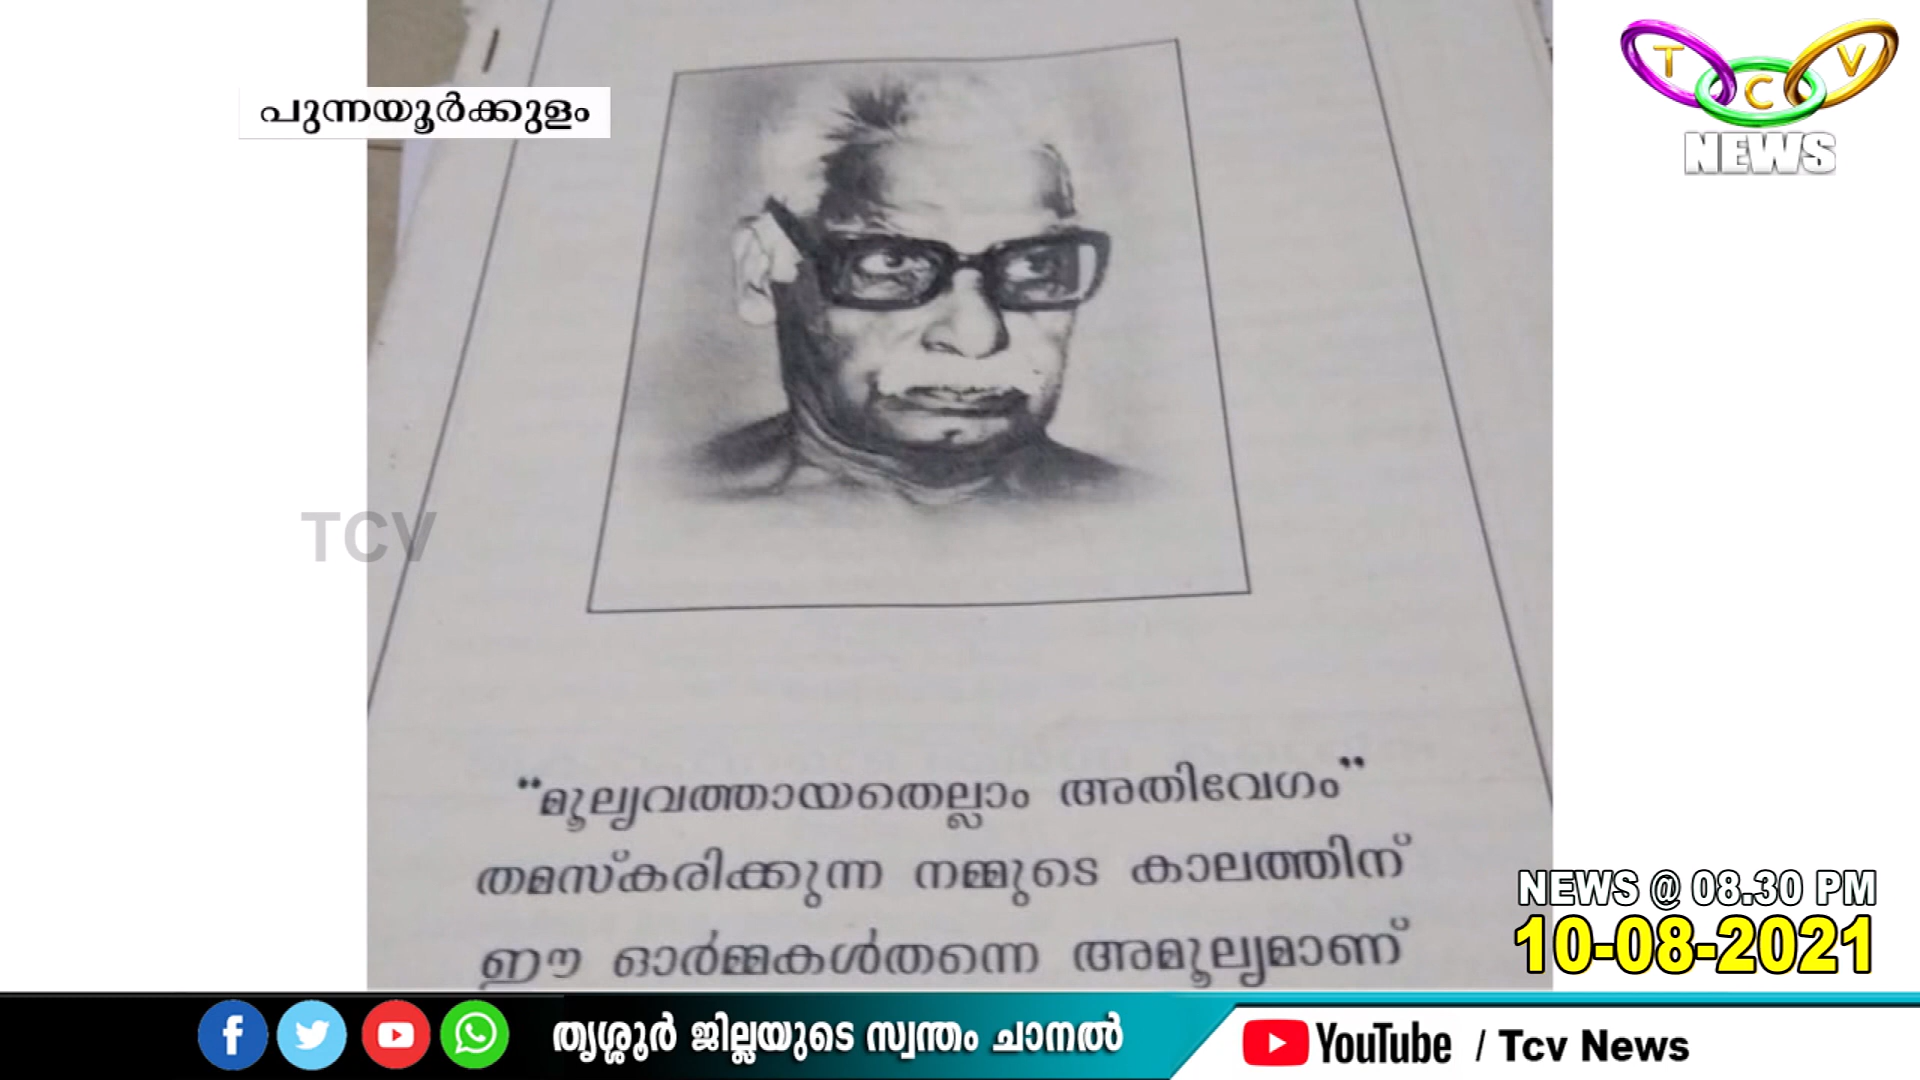 പുന്നയൂർക്കുളം
T C V
NEWS
TCV
"മൂല്യവത്തായതെല്ലാം അതിവേഗം"
തമസ്കരിക്കുന്ന നമ്മുടെ കാലത്തിന്
ഈ ഓർമ്മകൾതന്നെ അമൂല്യമാണ്
NEWS @ 08.30 PM
10-08-2021
തൃശ്ശൂർ ജില്ലയുടെ സ്വന്തം ചാനൽ
YouTube / Tcv News